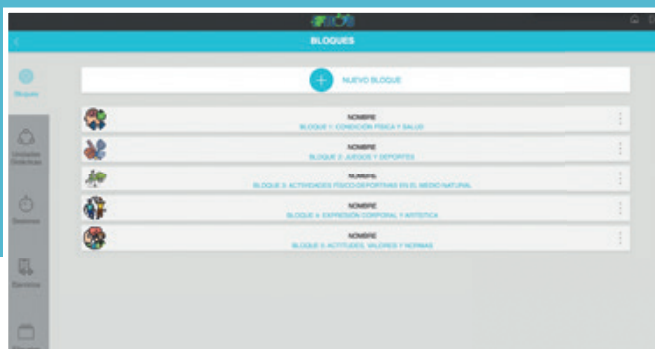 BLOQUES
NUEVO BLOQUE
Bloques
NOMBRE
BLOQUE 1: CONDICIÓN FÍSICA Y SALUD
Unidades
Didácticas
NOMBRE
BLOQUE 2: JUEGOS Y DEPORTES
NOMBRE
BLOQUE 3: ACTIVIDADES FÍSICO-DEPORTIVAS EN EL MEDIO NATURAL
Sesiones
NOMBRE
BLOQUE 4: EXPRESIÓN CORPORAL Y ARTÍSTICA
NOMBRE
BLOQUE 5: ACTITUDES, VALORES Y NORMAS
Ejercicios